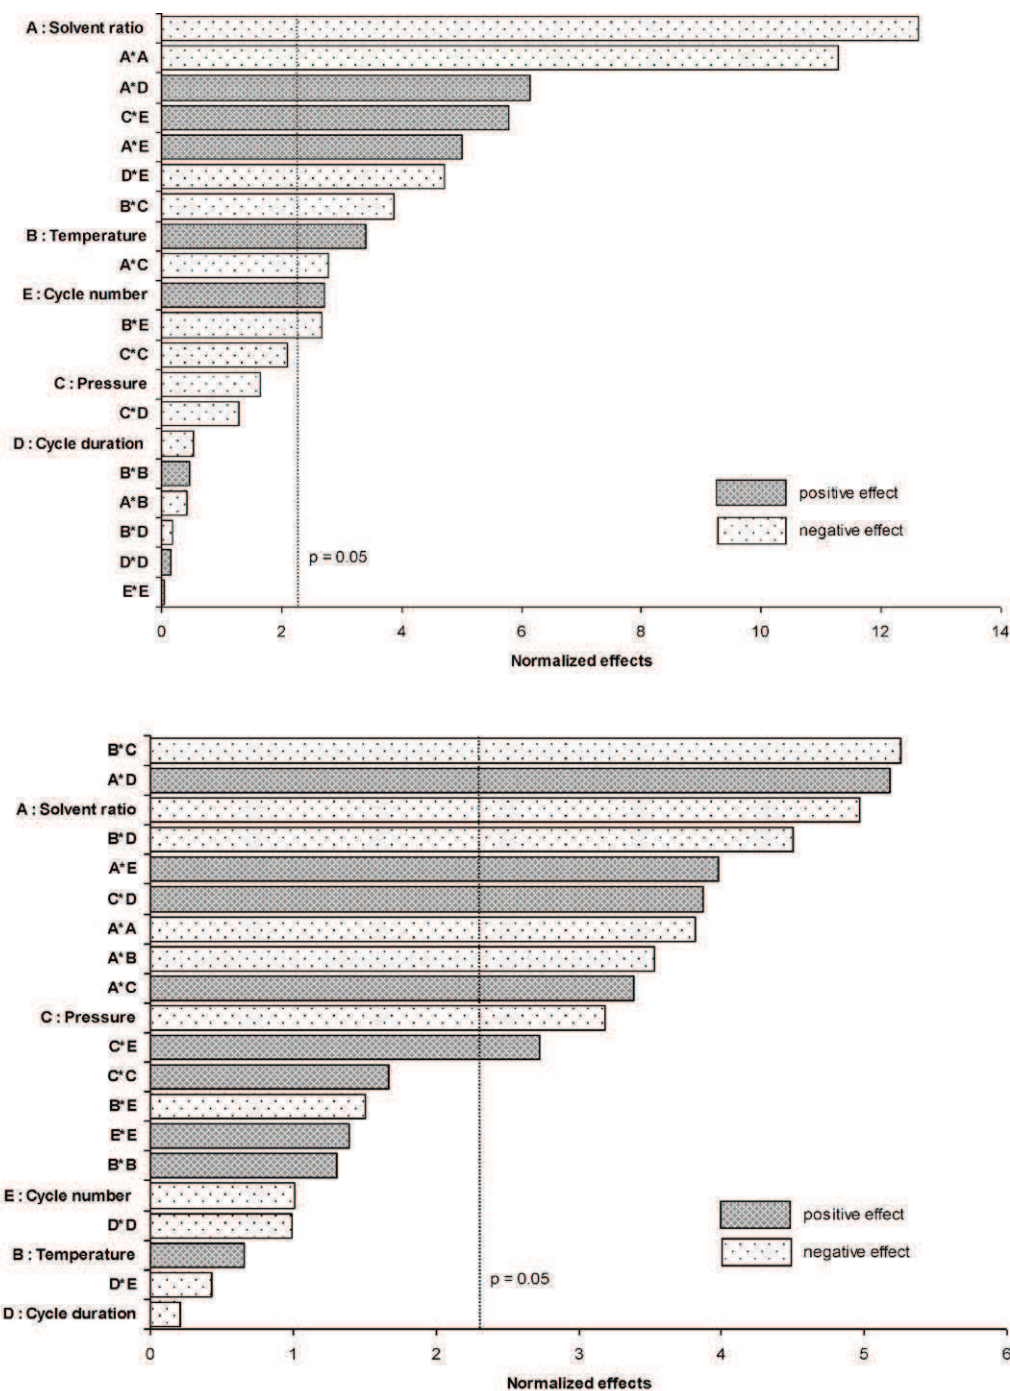 A : Solvent ratio
A*A
A*D
C*E
A*E
D*E
B*C
B : Temperature
A*C
E : Cycle number
B*E
C*C
C : Pressure
C*D
D : Cycle duration
B*B
A*B
B*D
D*D
E*E
positive effect
negative effect
p = 0.05
0 2 4 6 8 10 12 14
Normalized effects
B*C
A*D
A : Solvent ratio
B*D
A*E
C*D
A*A
A*B
A*C
C : Pressure
C*E
C*C
B*E
E*E
B*B
E : Cycle number
D*D
B : Temperature
D*E
D : Cycle duration
positive effect
negative effect
p = 0.05
0 1 2 3 4 5 6
Normalized effects